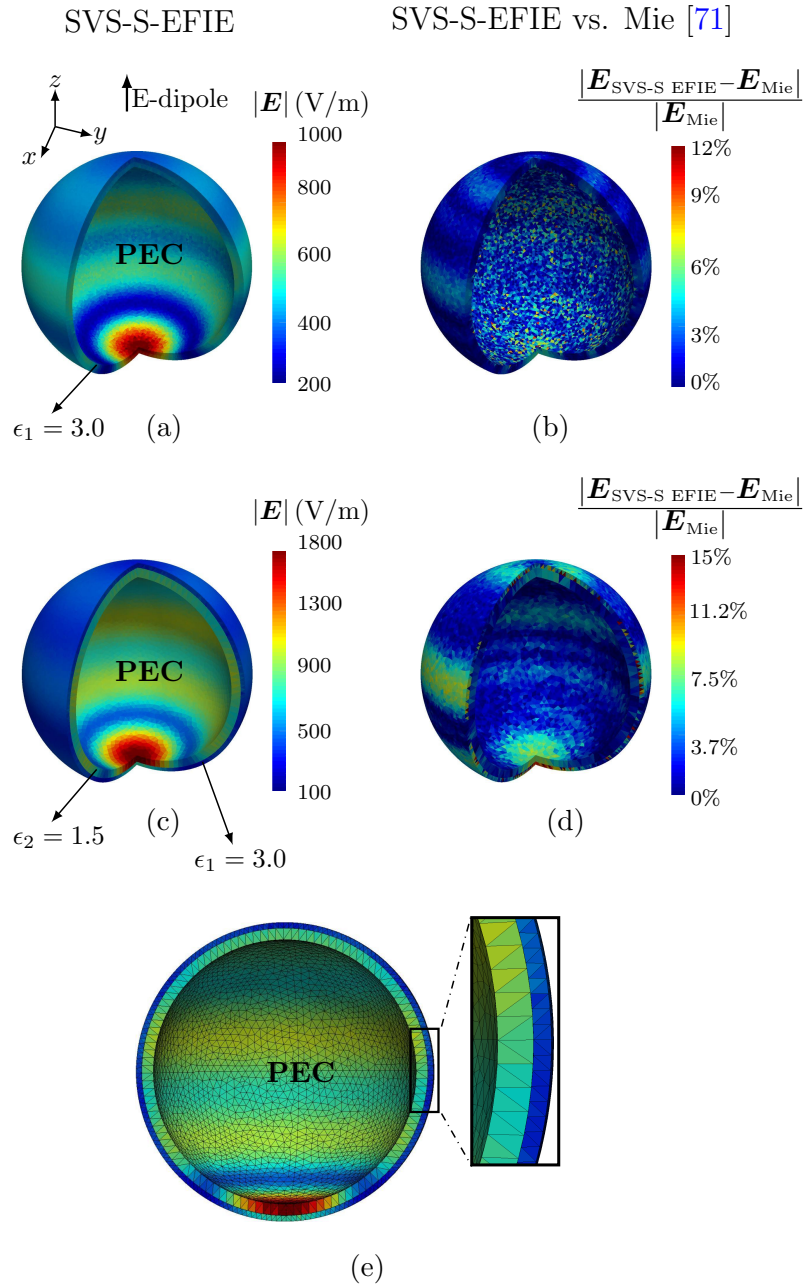 SVS-S-EFIE
SVS-S-EFIE vs. Mie [71]
z
y
x
E-dipole
|E| (V/m)
1000
800
600
400
200
PEC
ϵ₁ = 3.0
(a)
|E_SVS-S EFIE − E_Mie|
|E_Mie|
12%
9%
6%
3%
0%
(b)
|E| (V/m)
1800
1300
900
500
100
PEC
ϵ₂ = 1.5
(c)
ϵ₁ = 3.0
|E_SVS-S EFIE − E_Mie|
|E_Mie|
15%
11.2%
7.5%
3.7%
0%
(d)
PEC
(e)